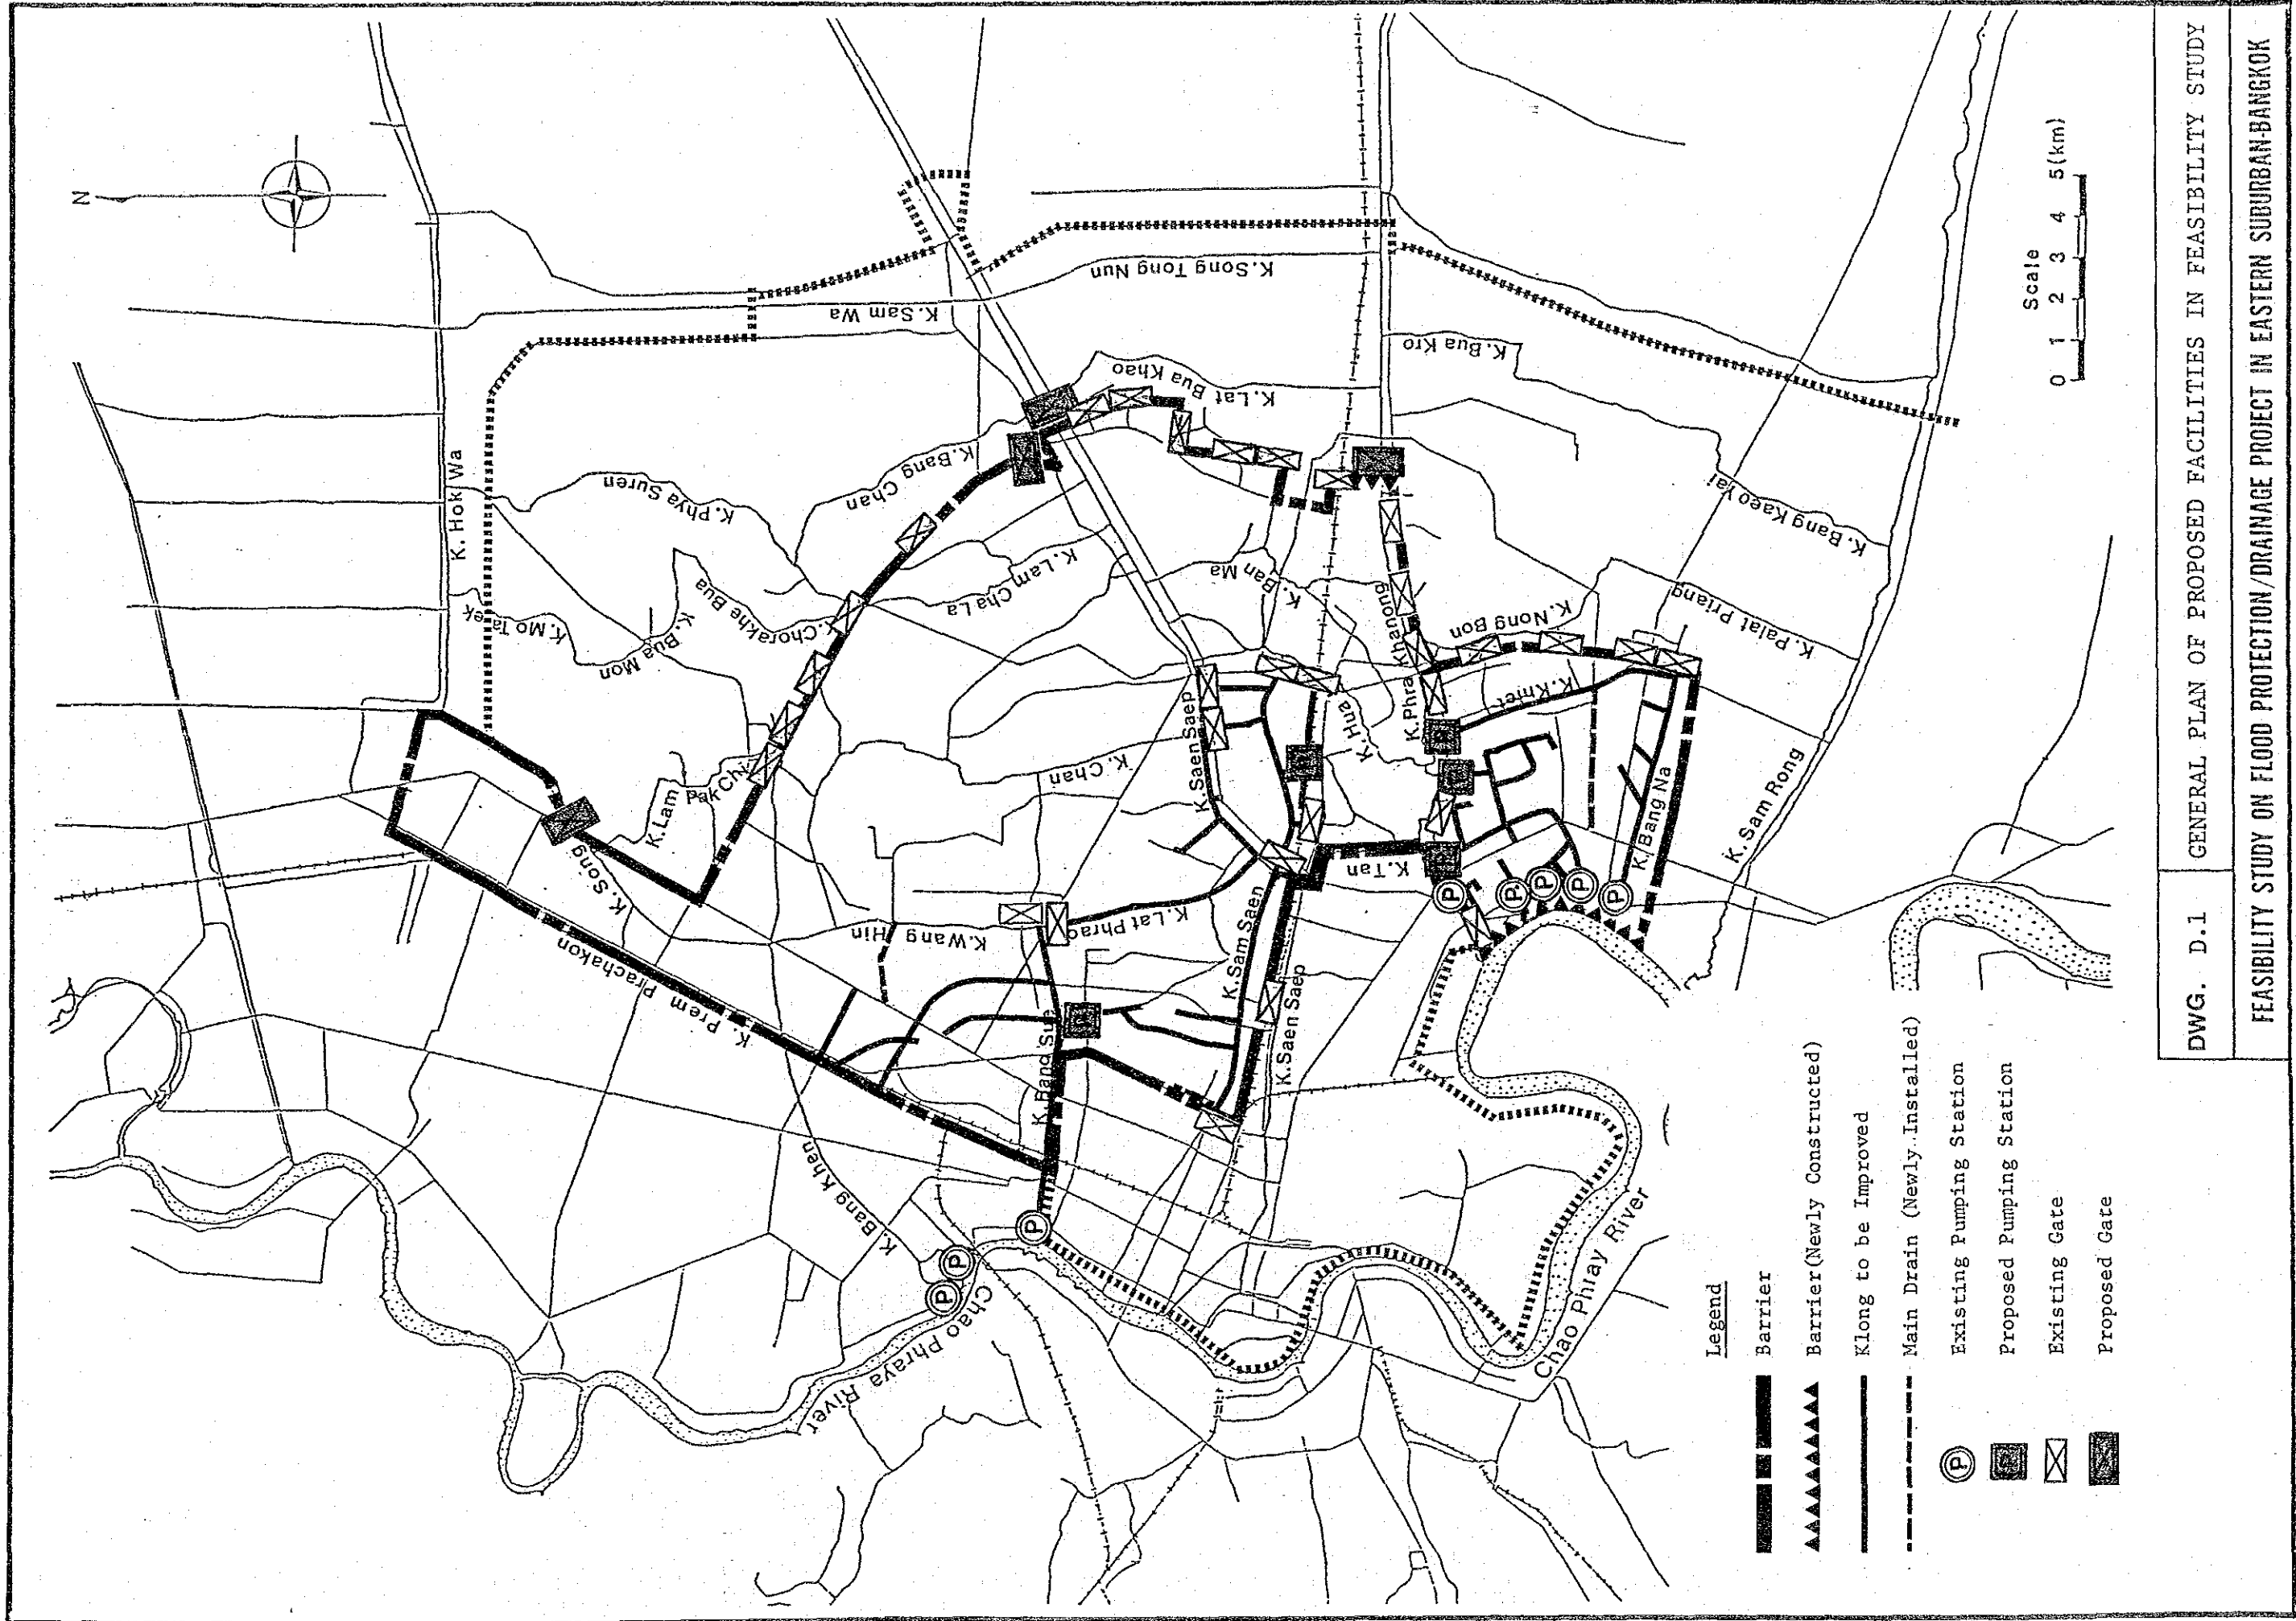 N
K. Hok Wa
K. Sam Wa
K. Song Tong Nun
K. Mo Taek
K. Bua Mon
K. Phya Suren
K. Chorakhe Bua
K. Bang Chan
K. Lam Cha La
K. Lat Bua Khao
K. Bua Kro
K. Bang Kaeo Yai
K. Palat Priang
K. Nong Bon
K. Ban Ma
K. Hua
K. Phra Khanong
K. Kmet
K. Lam Pak Chi
K. Song
K. Chan
K. Saen Saep
K. Prem Prachakon
K. Wang Hin
K. Lat Phrao
K. Sam Saen
K. Saen Saep
K. Tan
K. Bang Na
K. Sam Rong
K. Bang Sue
K. Bang Khen
Chao Phraya River
Chao Phlay River
P
P
P
P
P
P
P
P
Scale
0 1 2 3 4 5(km)
Legend
Barrier
Barrier(Newly Constructed)
Klong to be Improved
Main Drain (Newly Installed)
P Existing Pumping Station
Proposed Pumping Station
Existing Gate
Proposed Gate
DWG. D.1 GENERAL PLAN OF PROPOSED FACILITIES IN FEASIBILITY STUDY
FEASIBILITY STUDY ON FLOOD PROTECTION/DRAINAGE PROJECT IN EASTERN SUBURBAN-BANGKOK